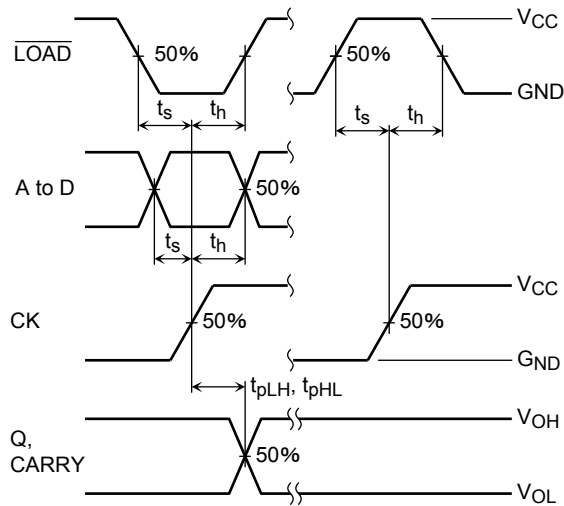 V_CC
LOAD 50% 50%
GND
t_s t_h t_s t_h
A to D 50%
t_s t_h
V_CC
CK 50% 50%
G_ND
t_pLH, t_pHL
V_OH
Q,
CARRY 50%
V_OL